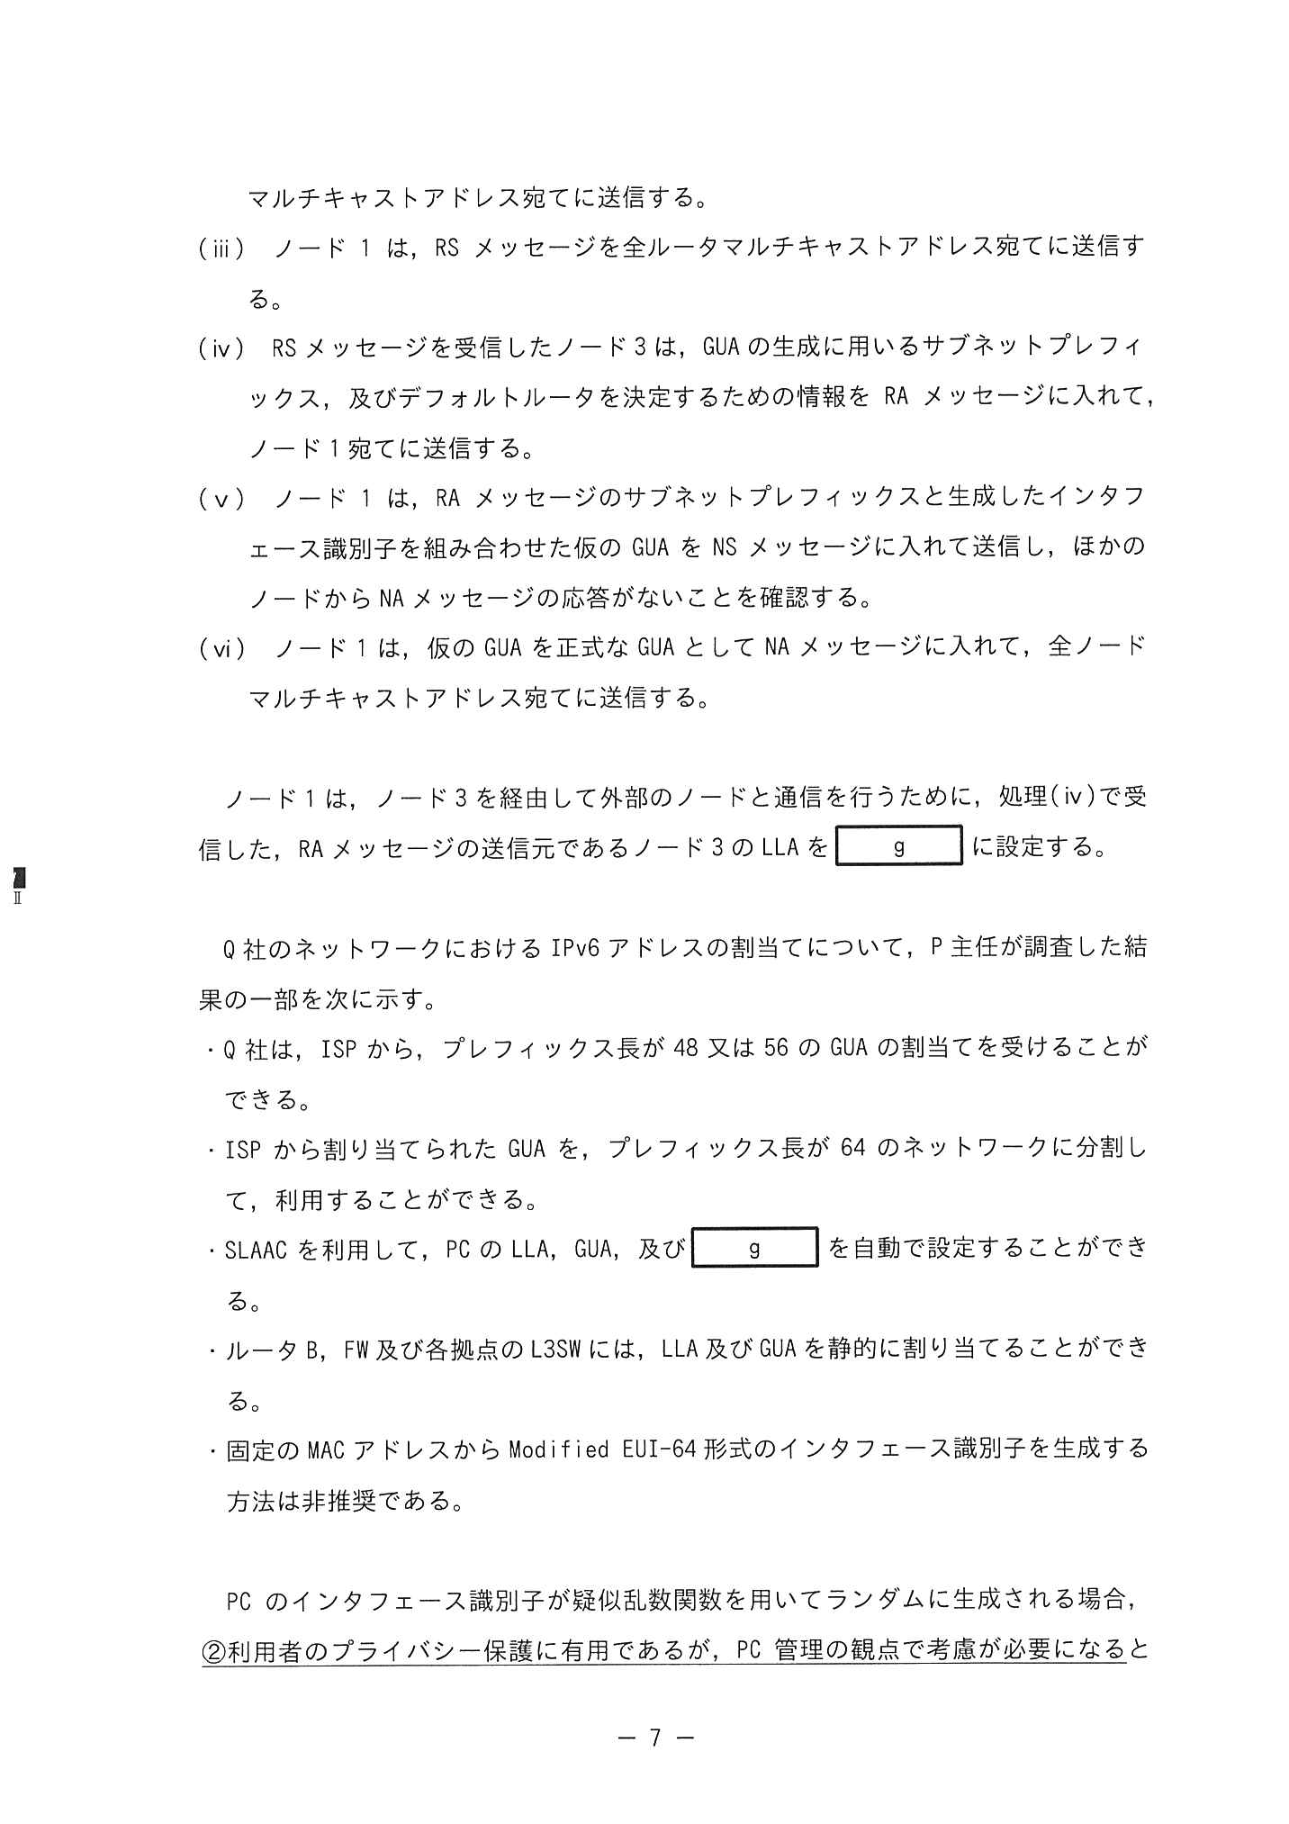 マルチキャストアドレス宛てに送信する。
(ⅲ) ノード 1 は，RS メッセージを全ルータマルチキャストアドレス宛てに送信す
る。
(ⅳ) RS メッセージを受信したノード 3 は，GUA の生成に用いるサブネットプレフィ
ックス，及びデフォルトルータを決定するための情報を RA メッセージに入れて，
ノード 1 宛てに送信する。
(ⅴ) ノード 1 は，RA メッセージのサブネットプレフィックスと生成したインタフ
ェース識別子を組み合わせた仮の GUA を NS メッセージに入れて送信し，ほかの
ノードから NA メッセージの応答がないことを確認する。
(ⅵ) ノード 1 は，仮の GUA を正式な GUA として NA メッセージに入れて，全ノード
マルチキャストアドレス宛てに送信する。
ノード 1 は，ノード 3 を経由して外部のノードと通信を行うために，処理(ⅳ)で受
信した，RA メッセージの送信元であるノード 3 の LLA を g に設定する。
Ⅱ
Q 社のネットワークにおける IPv6 アドレスの割当てについて，P 主任が調査した結
果の一部を次に示す。
・Q 社は，ISP から，プレフィックス長が 48 又は 56 の GUA の割当てを受けることが
できる。
・ISP から割り当てられた GUA を，プレフィックス長が 64 のネットワークに分割し
て，利用することができる。
・SLAAC を利用して，PC の LLA，GUA，及び g を自動で設定することができ
る。
・ルータ B，FW 及び各拠点の L3SW には，LLA 及び GUA を静的に割り当てることができ
る。
・固定の MAC アドレスから Modified EUI-64 形式のインタフェース識別子を生成する
方法は非推奨である。
PC のインタフェース識別子が疑似乱数関数を用いてランダムに生成される場合，
②利用者のプライバシー保護に有用であるが，PC 管理の観点で考慮が必要になると
― 7 ―